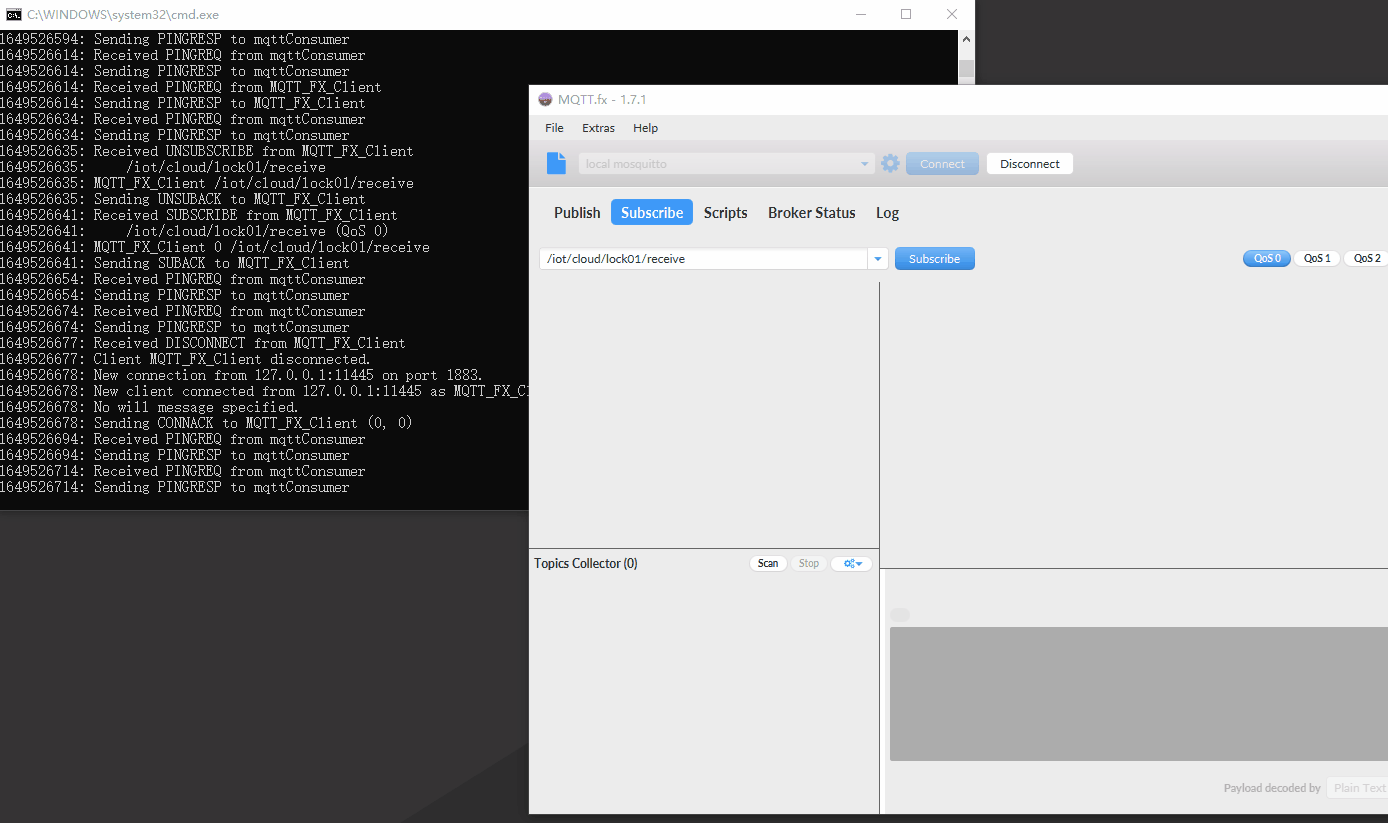 C:\WINDOWS\system32\cmd.exe
1649526594: Sending PINGRESP to mqttConsumer
1649526614: Received PINGREQ from mqttConsumer
1649526614: Sending PINGRESP to mqttConsumer
1649526614: Received PINGREQ from MQTT_FX_Client
1649526614: Sending PINGRESP to MQTT_FX_Client
1649526634: Received PINGREQ from mqttConsumer
1649526634: Sending PINGRESP to mqttConsumer
1649526635: Received UNSUBSCRIBE from MQTT_FX_Client
1649526635:     /iot/cloud/lock01/receive
1649526635: MQTT_FX_Client /iot/cloud/lock01/receive
1649526635: Sending UNSUBACK to MQTT_FX_Client
1649526641: Received SUBSCRIBE from MQTT_FX_Client
1649526641:     /iot/cloud/lock01/receive (QoS 0)
1649526641: MQTT_FX_Client 0 /iot/cloud/lock01/receive
1649526641: Sending SUBACK to MQTT_FX_Client
1649526654: Received PINGREQ from mqttConsumer
1649526654: Sending PINGRESP to mqttConsumer
1649526674: Received PINGREQ from mqttConsumer
1649526674: Sending PINGRESP to mqttConsumer
1649526677: Received DISCONNECT from MQTT_FX_Client
1649526677: Client MQTT_FX_Client disconnected.
1649526678: New connection from 127.0.0.1:11445 on port 1883.
1649526678: New client connected from 127.0.0.1:11445 as MQTT_FX_Cl
1649526678: No will message specified.
1649526678: Sending CONNACK to MQTT_FX_Client (0, 0)
1649526694: Received PINGREQ from mqttConsumer
1649526694: Sending PINGRESP to mqttConsumer
1649526714: Received PINGREQ from mqttConsumer
1649526714: Sending PINGRESP to mqttConsumer
MQTT.fx - 1.7.1
File Extras Help
local mosquitto Connect Disconnect
Publish Subscribe Scripts Broker Status Log
/iot/cloud/lock01/receive Subscribe QoS 0 QoS 1 QoS 2
Topics Collector (0) Scan Stop
Payload decoded by Plain Text